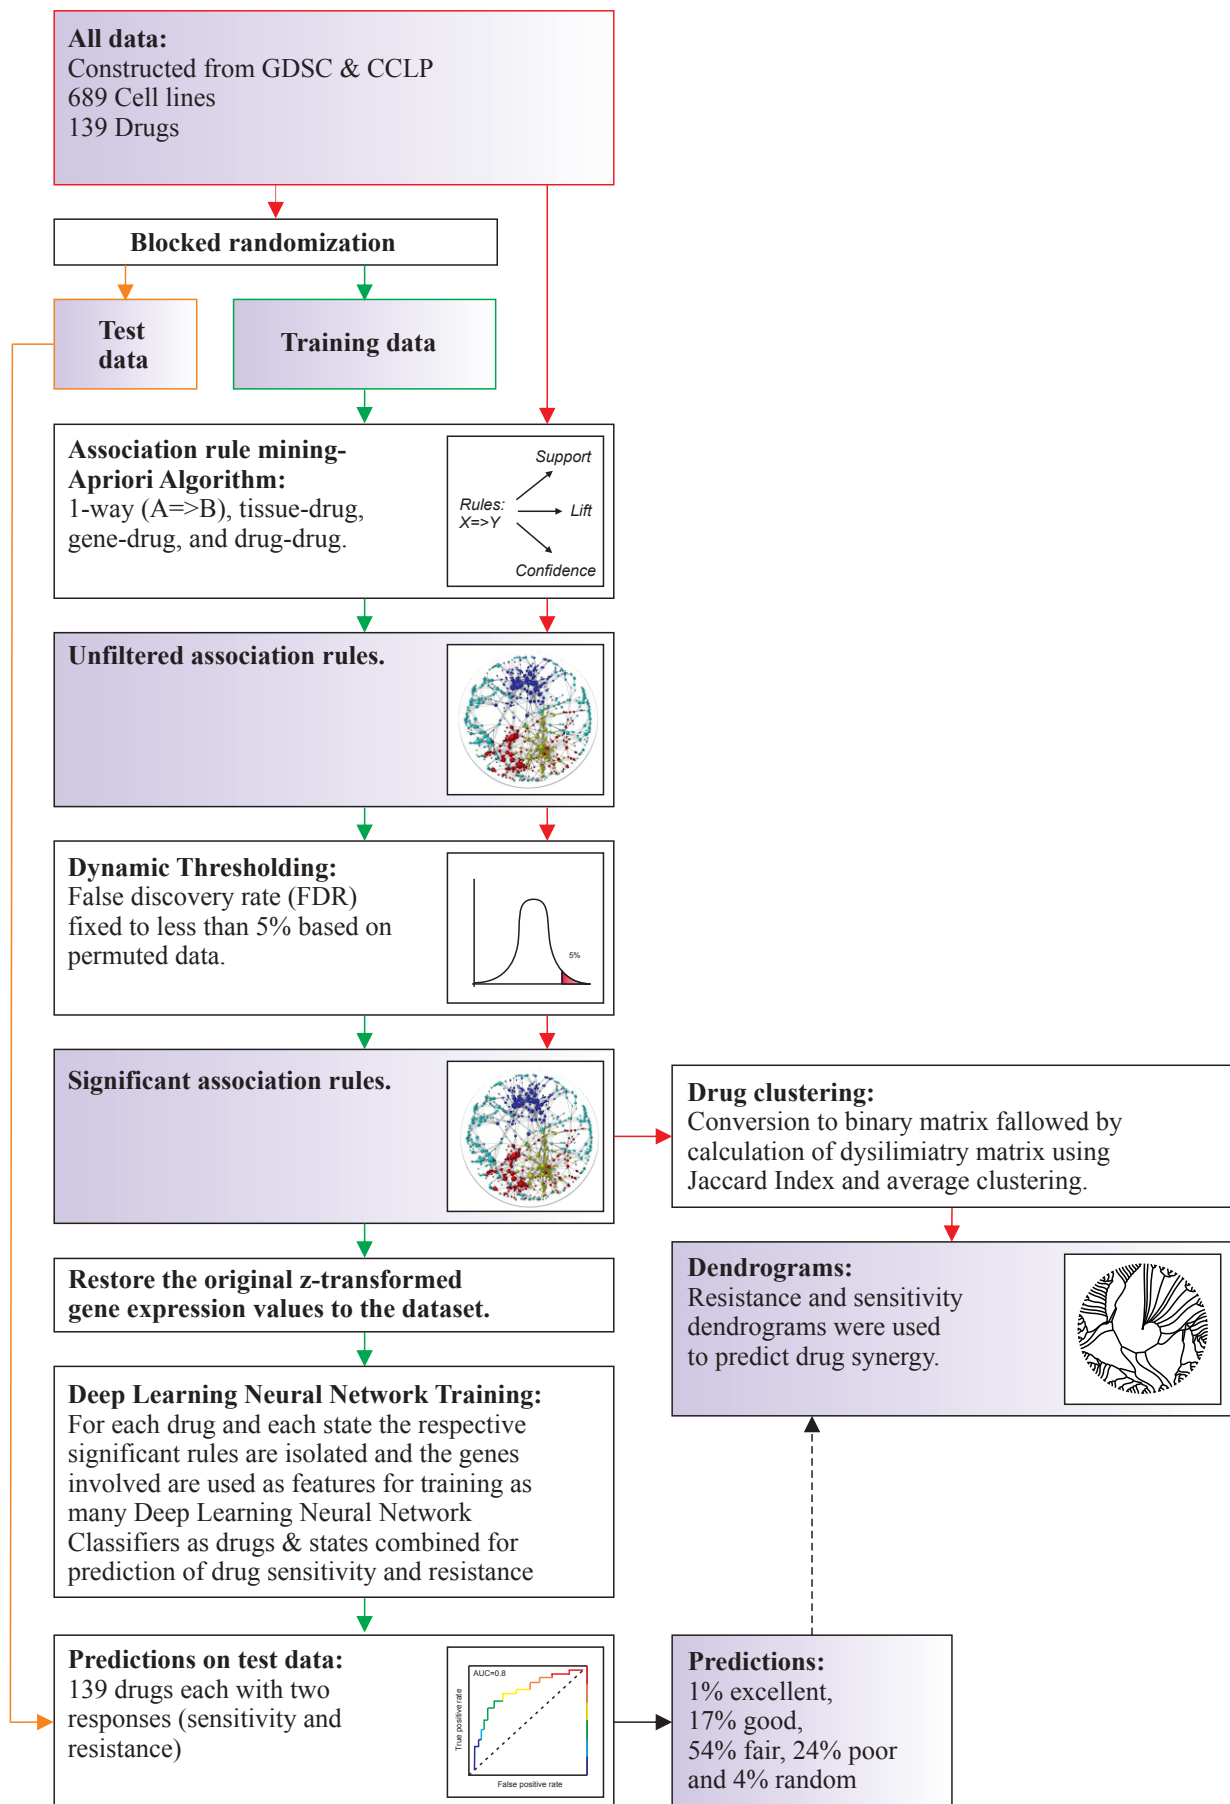 All data:
Constructed from GDSC & CCLP
689 Cell lines
139 Drugs
Blocked randomization
Test
data
Training data
Association rule mining-
Apriori Algorithm:
1-way (A=>B), tissue-drug,
gene-drug, and drug-drug.
Support
Rules:
X=>Y
Lift
Confidence
Unfiltered association rules.
Dynamic Thresholding:
False discovery rate (FDR)
fixed to less than 5% based on
permuted data.
5%
Significant association rules.
Drug clustering:
Conversion to binary matrix fallowed by
calculation of dysilimiatry matrix using
Jaccard Index and average clustering.
Restore the original z-transformed
gene expression values to the dataset.
Dendrograms:
Resistance and sensitivity
dendrograms were used
to predict drug synergy.
Deep Learning Neural Network Training:
For each drug and each state the respective
significant rules are isolated and the genes
involved are used as features for training as
many Deep Learning Neural Network
Classifiers as drugs & states combined for
prediction of drug sensitivity and resistance
Predictions on test data:
139 drugs each with two
responses (sensitivity and
resistance)
AUC=0.8
True positive rate
False positive rate
Predictions:
1% excellent,
17% good,
54% fair, 24% poor
and 4% random